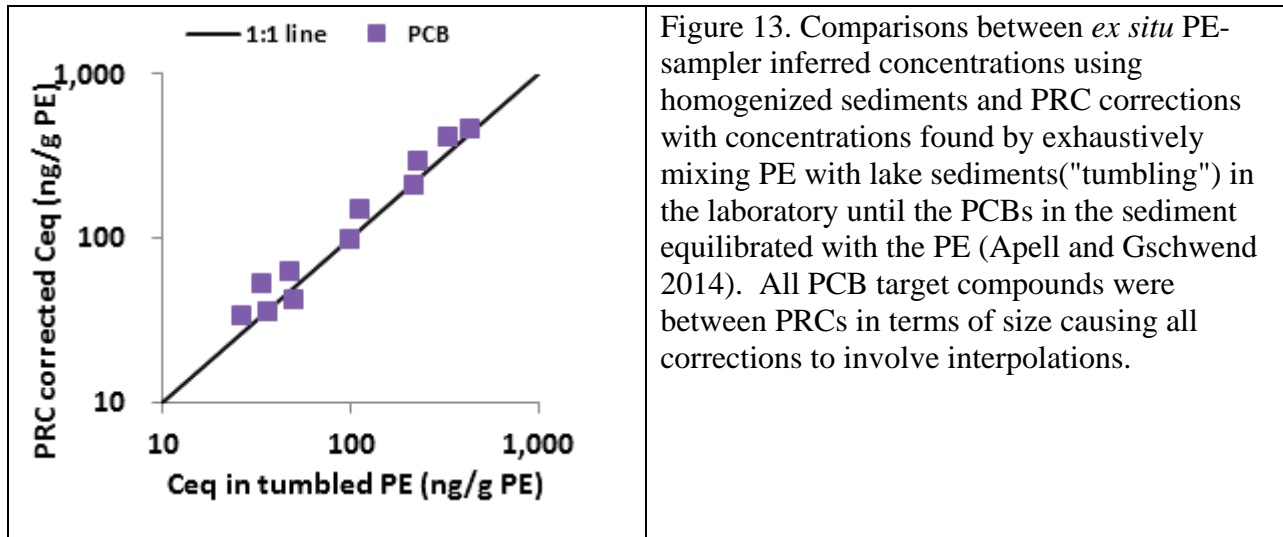 1:1 line PCB
1,000
100
10
10 100 1,000
PRC corrected Ceq (ng/g PE)
Ceq in tumbled PE (ng/g PE)
Figure 13. Comparisons between ex situ PE-
sampler inferred concentrations using
homogenized sediments and PRC corrections
with concentrations found by exhaustively
mixing PE with lake sediments("tumbling") in
the laboratory until the PCBs in the sediment
equilibrated with the PE (Apell and Gschwend
2014). All PCB target compounds were
between PRCs in terms of size causing all
corrections to involve interpolations.